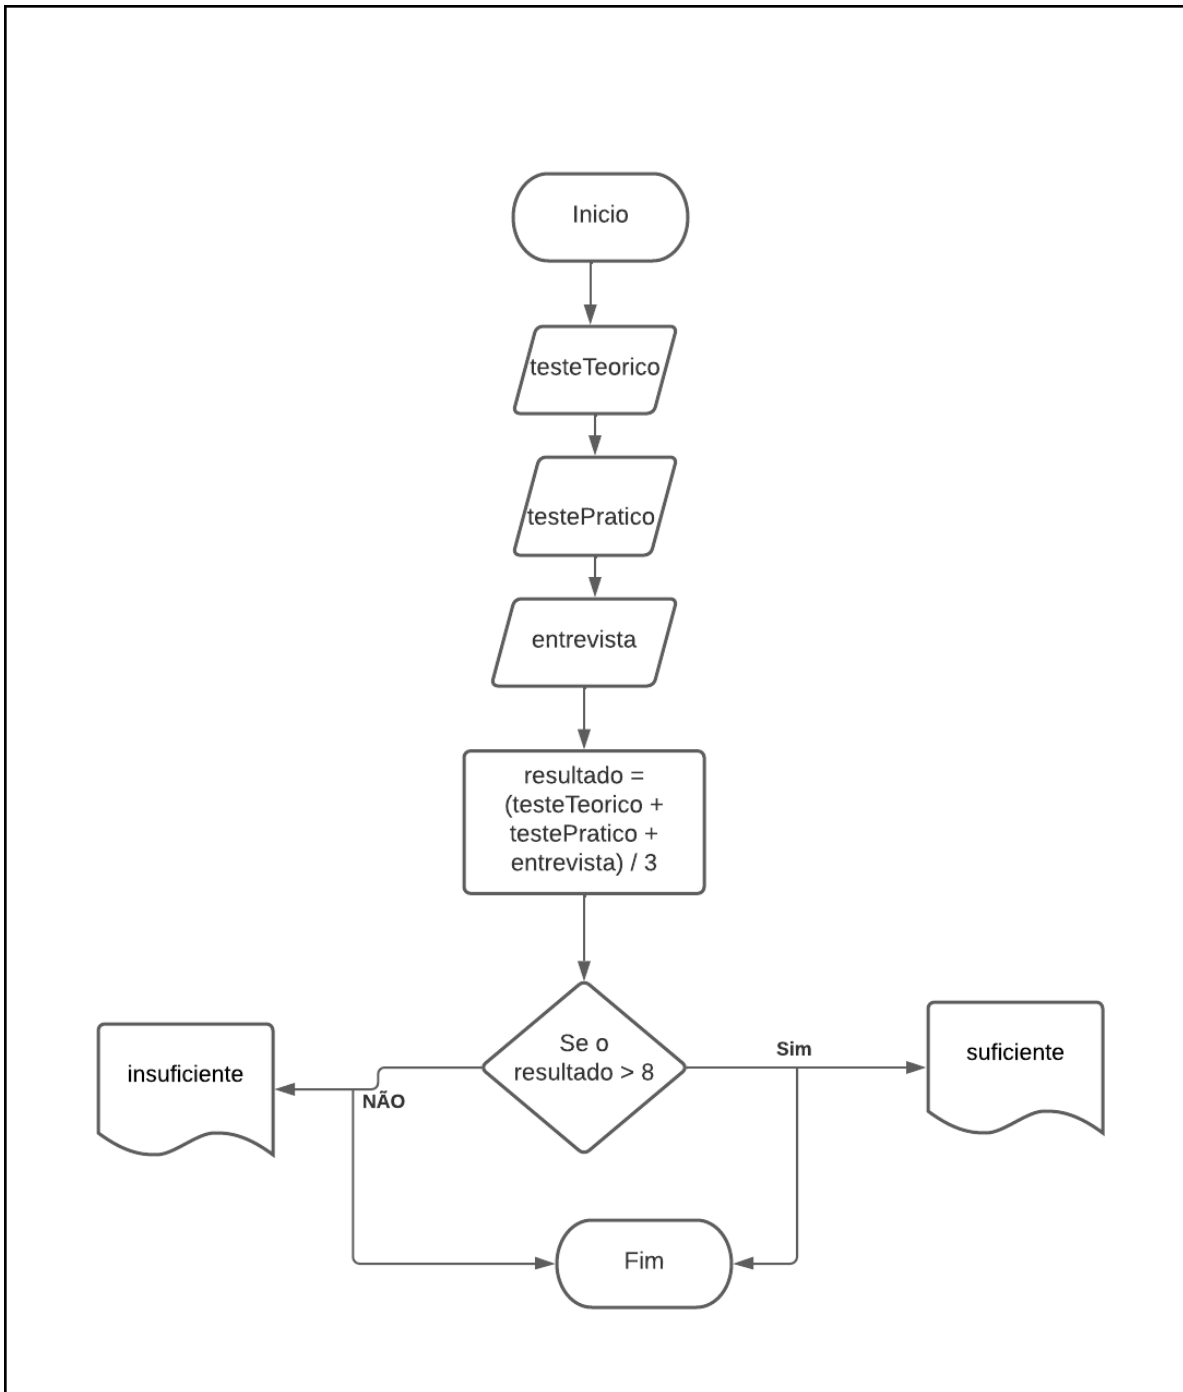 Inicio
testeTeorico
testePratico
entrevista
resultado =
(testeTeorico +
testePratico +
entrevista) / 3
Se o
resultado > 8
Sim
suficiente
insuficiente
NÃO
Fim